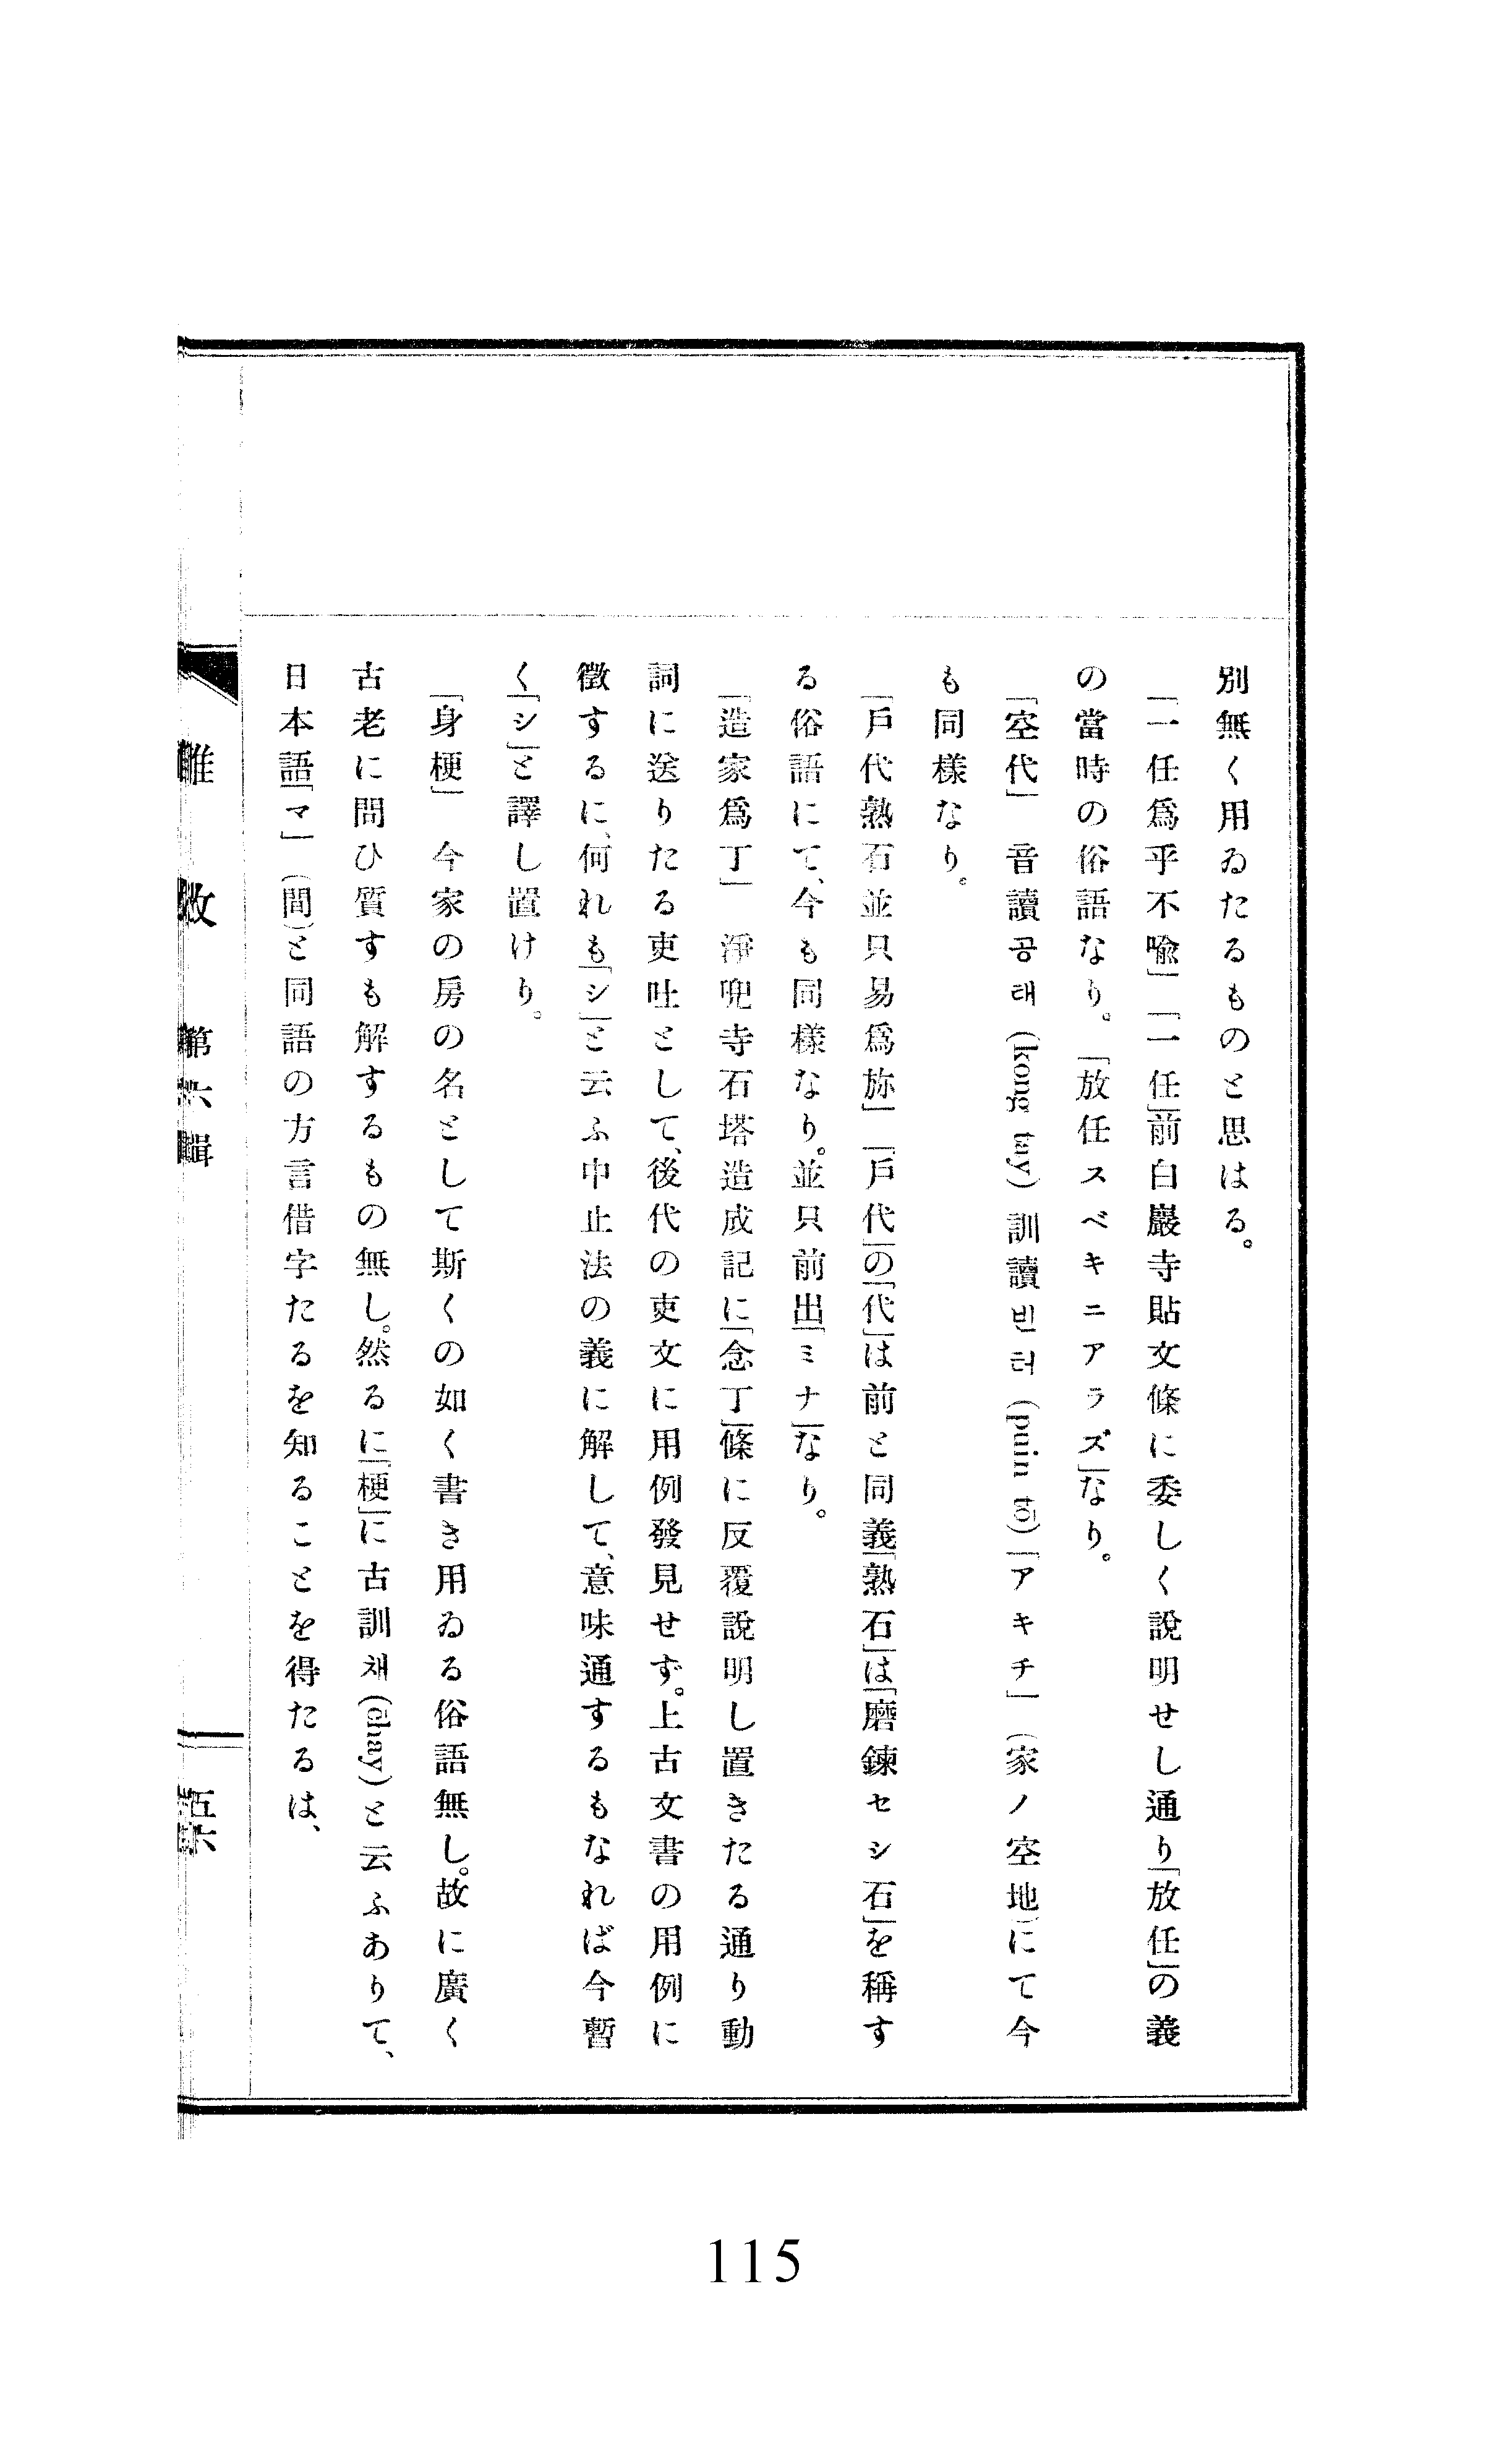 別無く用ゐたるものと思はる。
「一任爲乎不喩」「一任」前白巖寺貼文條に委しく說明せし通り「放任」の義
の當時の俗語なり。「放任スベキニアラズ」なり。
「空代」音讀공태(kong tay)訓讀빈터(puin tŏ)「アキチ」(家ノ空地)にて今
も同樣なり。
「戶代熟石並只易爲旀」「戶代」の「代」は前と同義「熟石」は「磨鍊セシ石」を稱す
る俗語にて、今も同樣なり。並只前出「ミナ」なり。
「造家爲丁」淨兜寺石塔造成記に「念丁」條に反覆說明し置きたる通り動
詞に送りたる吏吐として、後代の吏文に用例發見せず。上古文書の用例に
徵するに、何れも「シ」と云ふ中止法の義に解して、意味通するもなれば今暫
く「シ」と譯し置けり。
「身梗」今家の房の名として斯くの如く書き用ゐる俗語無し。故に廣く
古老に問ひ質すも解するもの無し。然るに「梗」に古訓채(čhay)と云ふありて、
日本語「マ」(間)と同語の方言借字たるを知ることを得たるは、
雜攷 第六輯
五六
115